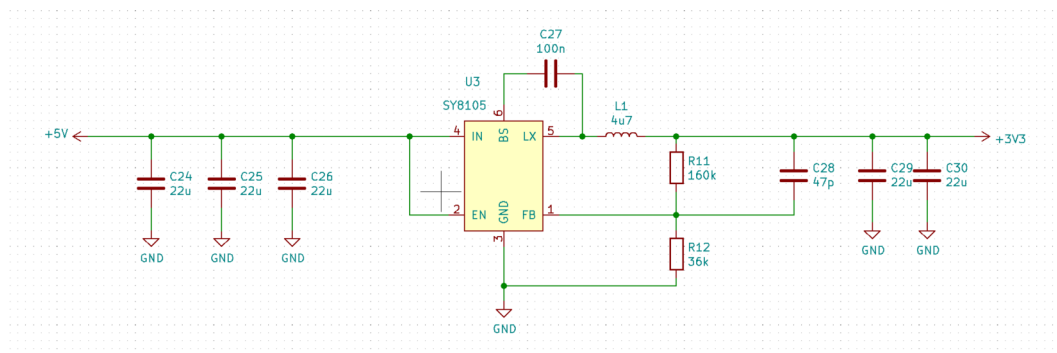 C27
100n
U3
SY8105
L1
4u7
+5V
4
IN
BS
6
LX
5
+3V3
C24
22u
C25
22u
C26
22u
R11
160k
C28
47p
C29
22u
C30
22u
2
EN
GND
FB
1
3
R12
36k
GND
GND
GND
GND
GND
GND